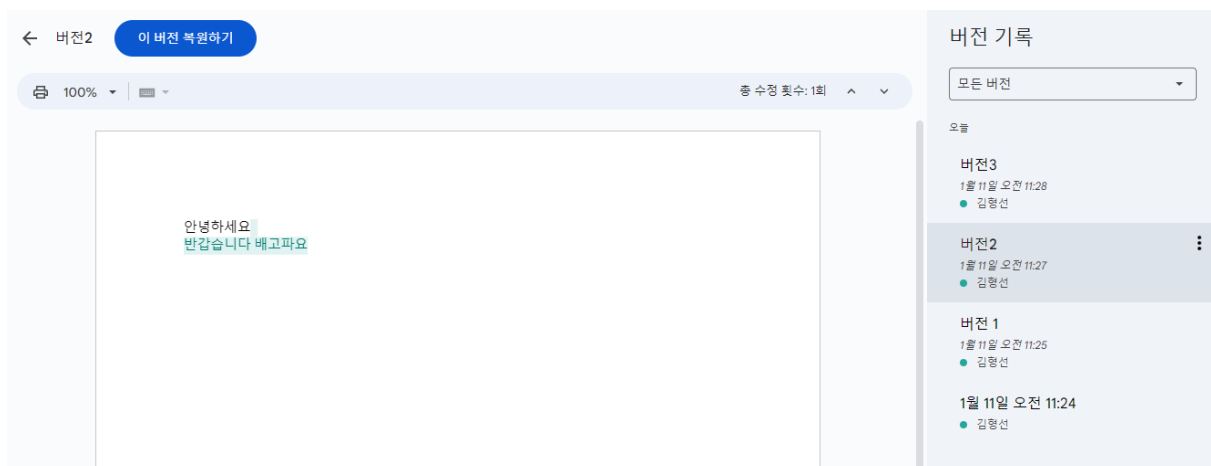 버전2
이 버전 복원하기
100%
총 수정 횟수: 1회
안녕하세요
반갑습니다 배고파요
버전 기록
모든 버전
오늘
버전3
1월 11일 오전 11:28
김형선
버전2
1월 11일 오전 11:27
김형선
버전 1
1월 11일 오전 11:25
김형선
1월 11일 오전 11:24
김형선